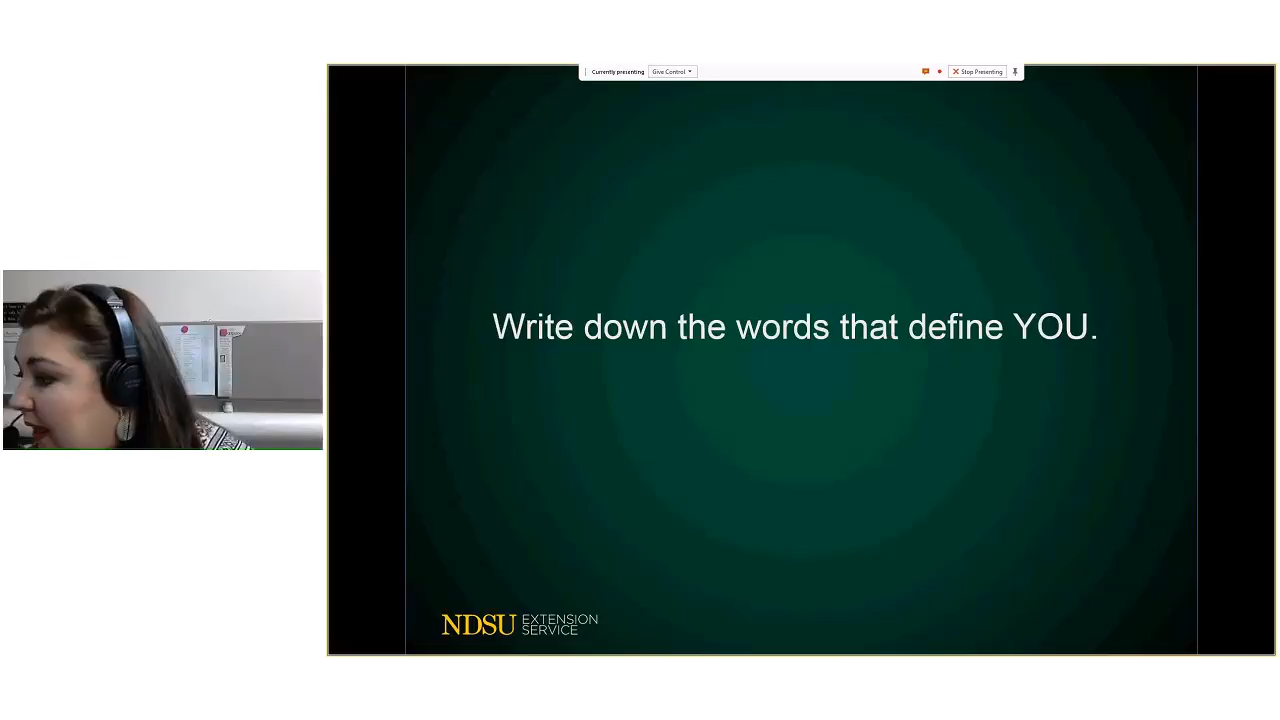 Currently presenting
Give Control
Stop Presenting
Write down the words that define YOU.
NDSU EXTENSION
SERVICE